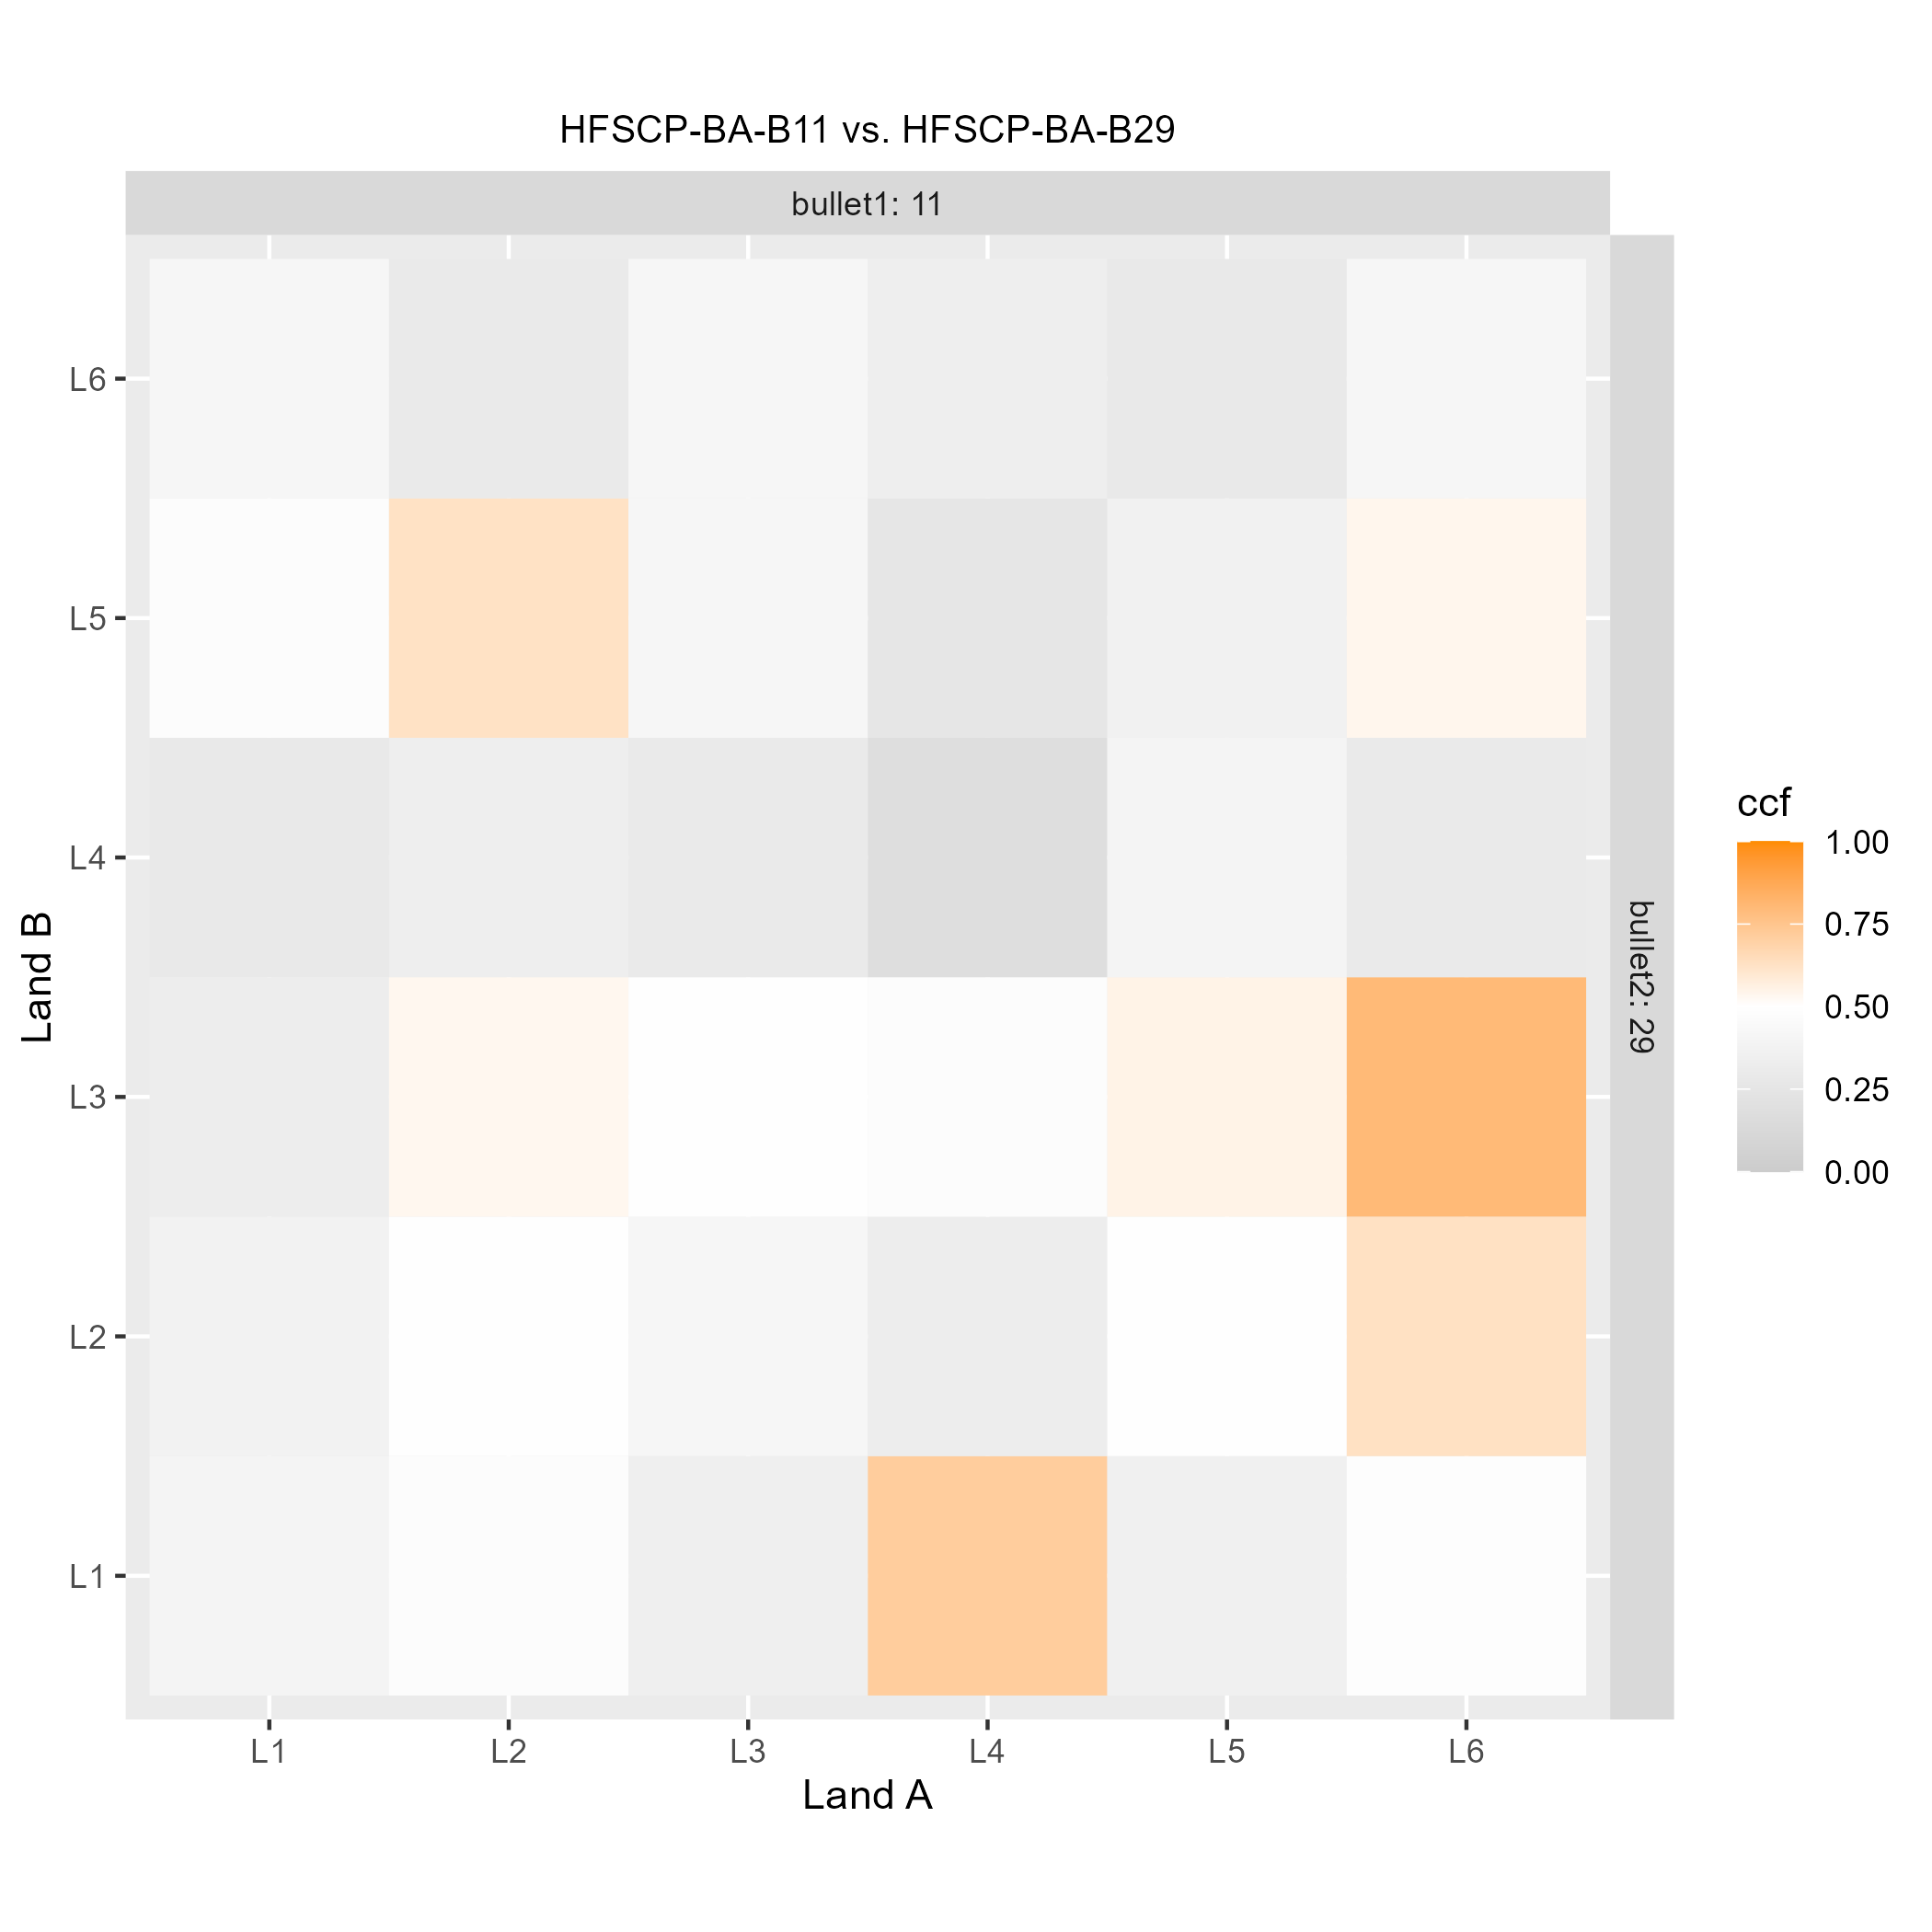 HFSCP-BA-B11 vs. HFSCP-BA-B29
bullet1: 11
bullet2: 29
L6
L5
L4
L3
L2
L1
Land B
L1 L2 L3 L4 L5 L6
Land A
ccf
1.00
0.75
0.50
0.25
0.00